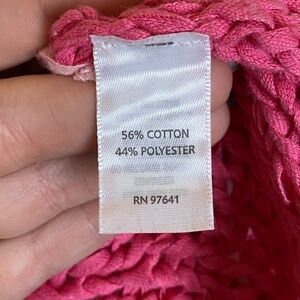 56% COTTON
44% POLYESTER
RN 97641